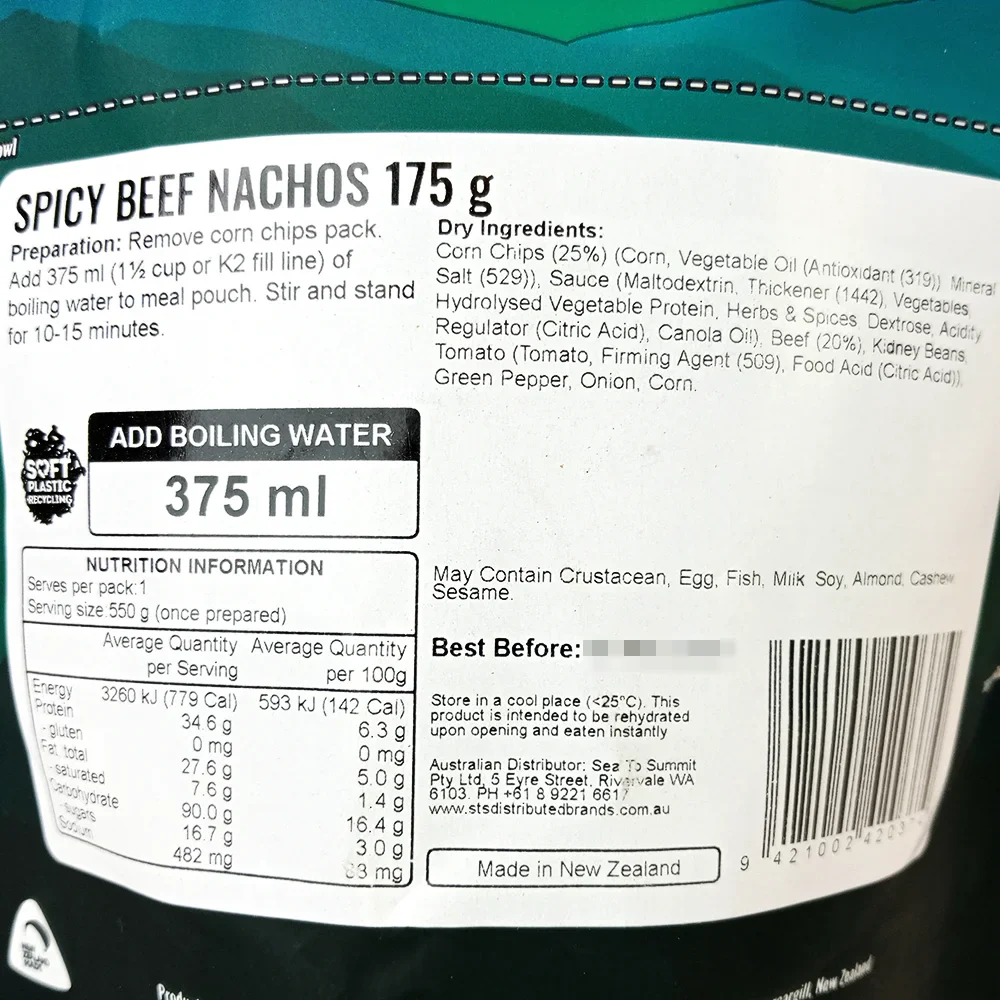 owl
SPICY BEEF NACHOS 175 g
Preparation: Remove corn chips pack.
Add 375 ml (1½ cup or K2 fill line) of
boiling water to meal pouch. Stir and stand
for 10-15 minutes.
Dry Ingredients:
Corn Chips (25%) (Corn, Vegetable Oil (Antioxidant (319)) Mineral
Salt (529)), Sauce (Maltodextrin, Thickener (1442), Vegetables,
Hydrolysed Vegetable Protein, Herbs & Spices, Dextrose, Acidity
Regulator (Citric Acid), Canola Oil), Beef (20%), Kidney Beans,
Tomato (Tomato, Firming Agent (509), Food Acid (Citric Acid)),
Green Pepper, Onion, Corn.
ADD BOILING WATER
375 ml
SOFT
PLASTIC
RECYCLING
NUTRITION INFORMATION
Serves per pack:1
Serving size:550 g (once prepared)
Average Quantity per Serving Average Quantity per 100g
Energy 3260 kJ (779 Cal) 593 kJ (142 Cal)
Protein 34.6 g 6.3 g
- gluten 0 mg 0 mg
Fat, total 27.6 g 5.0 g
- saturated 7.6 g 1.4 g
Carbohydrate 90.0 g 16.4 g
- sugars 16.7 g 3.0 g
Sodium 482 mg mg
May Contain Crustacean, Egg, Fish, Milk Soy, Almond, Cashew
Sesame.
Best Before:
Store in a cool place (<25°C). This
product is intended to be rehydrated
upon opening and eaten instantly
Australian Distributor: Sea To Summit
Pty Ltd, 5 Eyre Street, Rivervale WA
6103. PH +61 8 9221 6617
www.stsdistributedbrands.com.au
Made in New Zealand
9 421002 42037
New Zealand